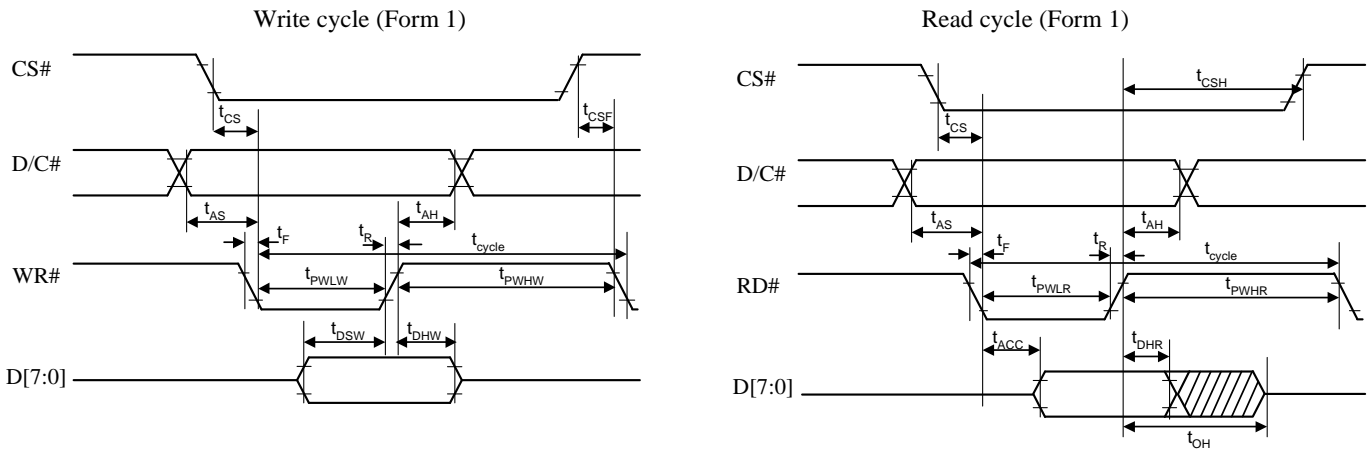 Write cycle (Form 1)
CS#
tCS
tCSF
D/C#
tAS
tAH
tF
tR
tcycle
WR#
tPWLW
tPWHW
tDSW
tDHW
D[7:0]
Read cycle (Form 1)
CS#
tCSH
tCS
D/C#
tAS
tAH
tF
tR
tcycle
RD#
tPWLR
tPWHR
tACC
tDHR
D[7:0]
tOH